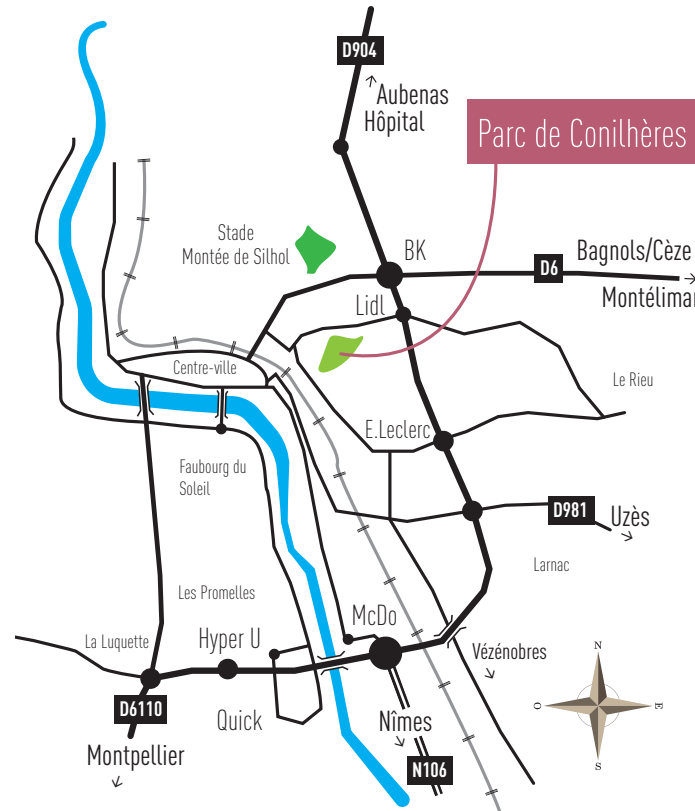 D904
Aubenas
Hôpital
Parc de Conilhères
Stade
Montée de Silhol
BK
Bagnols/Cèze
D6
Montélimar
Lidl
Centre-ville
Le Rieu
E.Leclerc
Faubourg du
Soleil
D981
Uzès
Larnac
Les Promelles
McDo
La Luquette
Hyper U
Vézénobres
N
O
E
S
D6110
Quick
Nîmes
Montpellier
N106